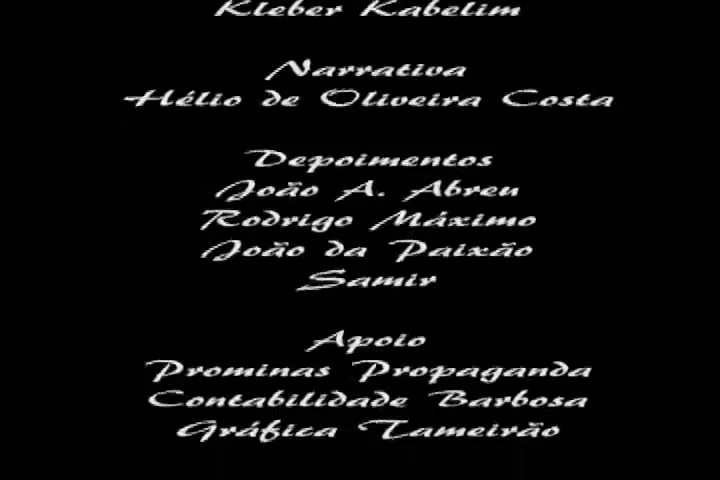 Kleber Kabelim
Narrativa
Hélio de Oliveira Costa
Depoimentos
João A. Abreu
Rodrigo Máximo
João da Paixão
Samir
Apoio
Prominas Propaganda
Contabilidade Barbosa
Gráfica Tameirão